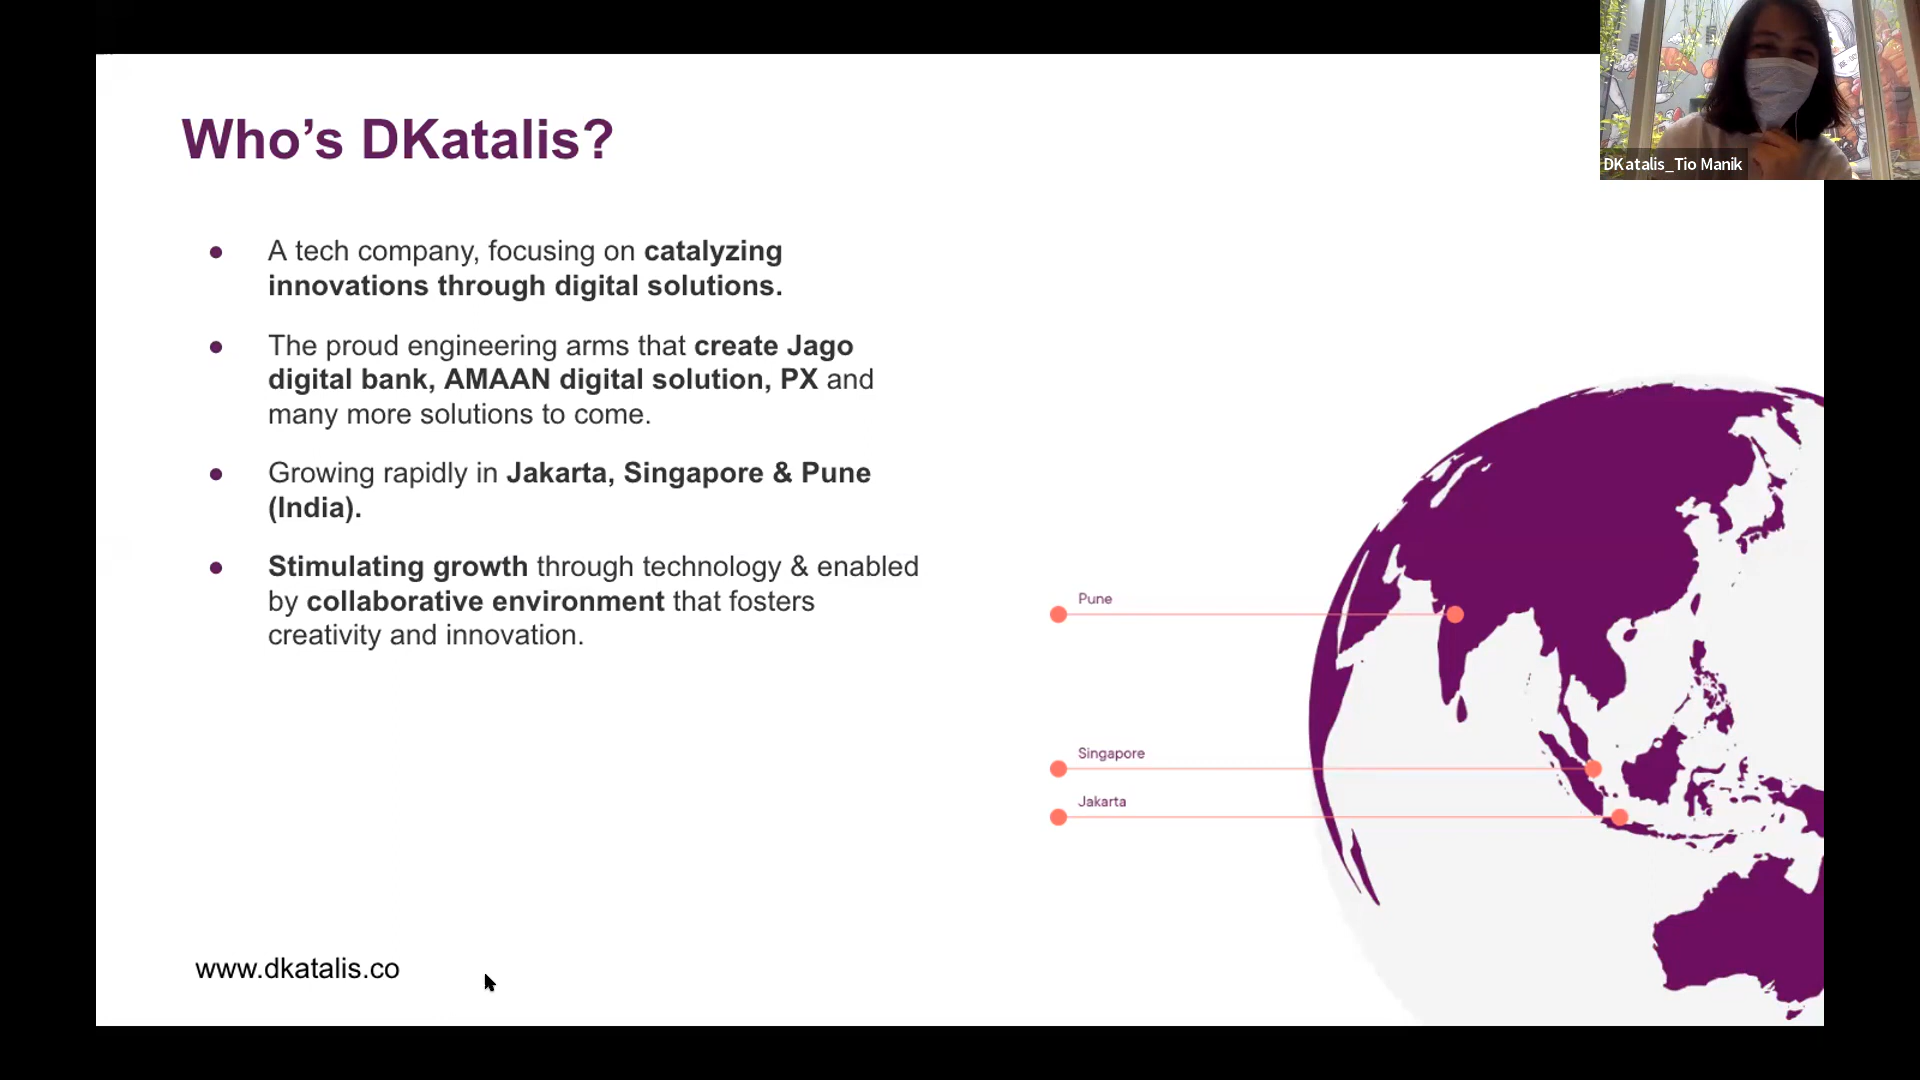 Who’s DKatalis?
DKatalis_Tio Manik
● A tech company, focusing on catalyzing
innovations through digital solutions.
● The proud engineering arms that create Jago
digital bank, AMAAN digital solution, PX and
many more solutions to come.
● Growing rapidly in Jakarta, Singapore & Pune
(India).
● Stimulating growth through technology & enabled
by collaborative environment that fosters
creativity and innovation.
Pune
Singapore
Jakarta
www.dkatalis.co